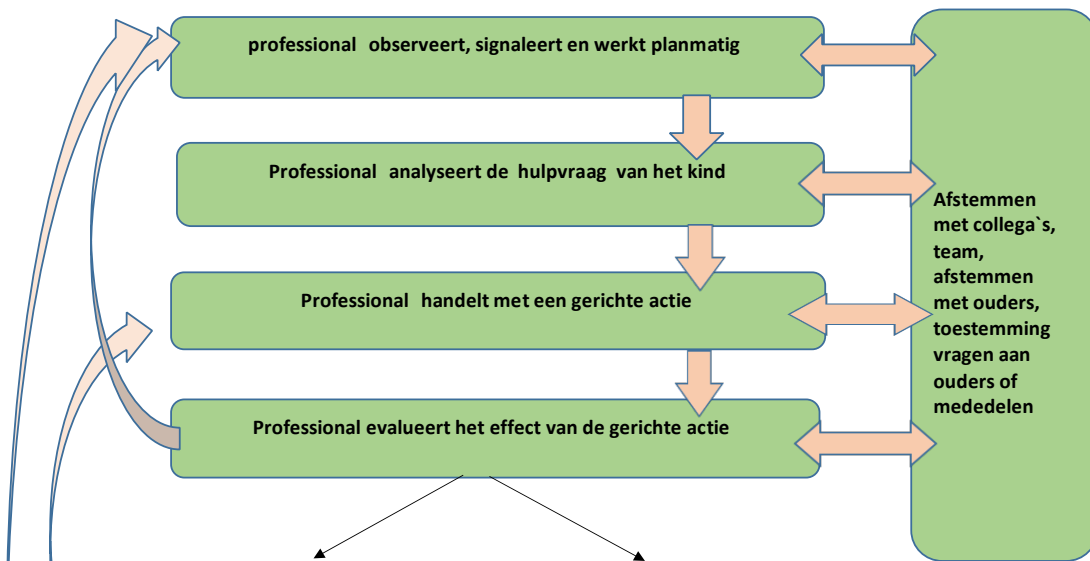 professional observeert, signaleert en werkt planmatig
Professional analyseert de hulpvraag van het kind
Professional handelt met een gerichte actie
Professional evalueert het effect van de gerichte actie
Afstemmen
met collega`s,
team,
afstemmen
met ouders,
toestemming
vragen aan
ouders of
mededelen